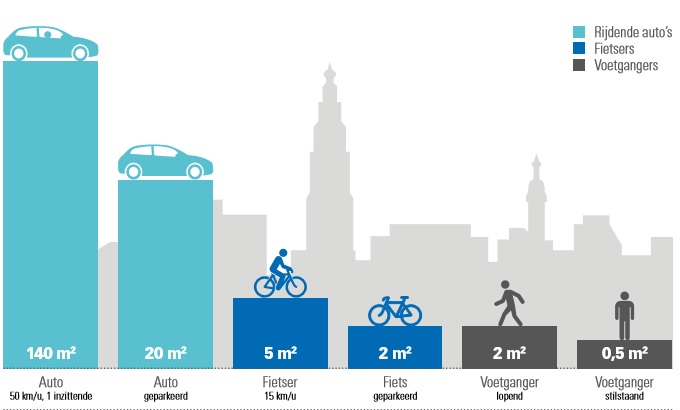 Rijdende auto's
Fietsers
Voetgangers
140 m²
20 m²
5 m²
2 m²
2 m²
0,5 m²
Auto
50 km/u, 1 inzittende
Auto
geparkeerd
Fietser
15 km/u
Fiets
geparkeerd
Voetganger
lopend
Voetganger
stilstaand